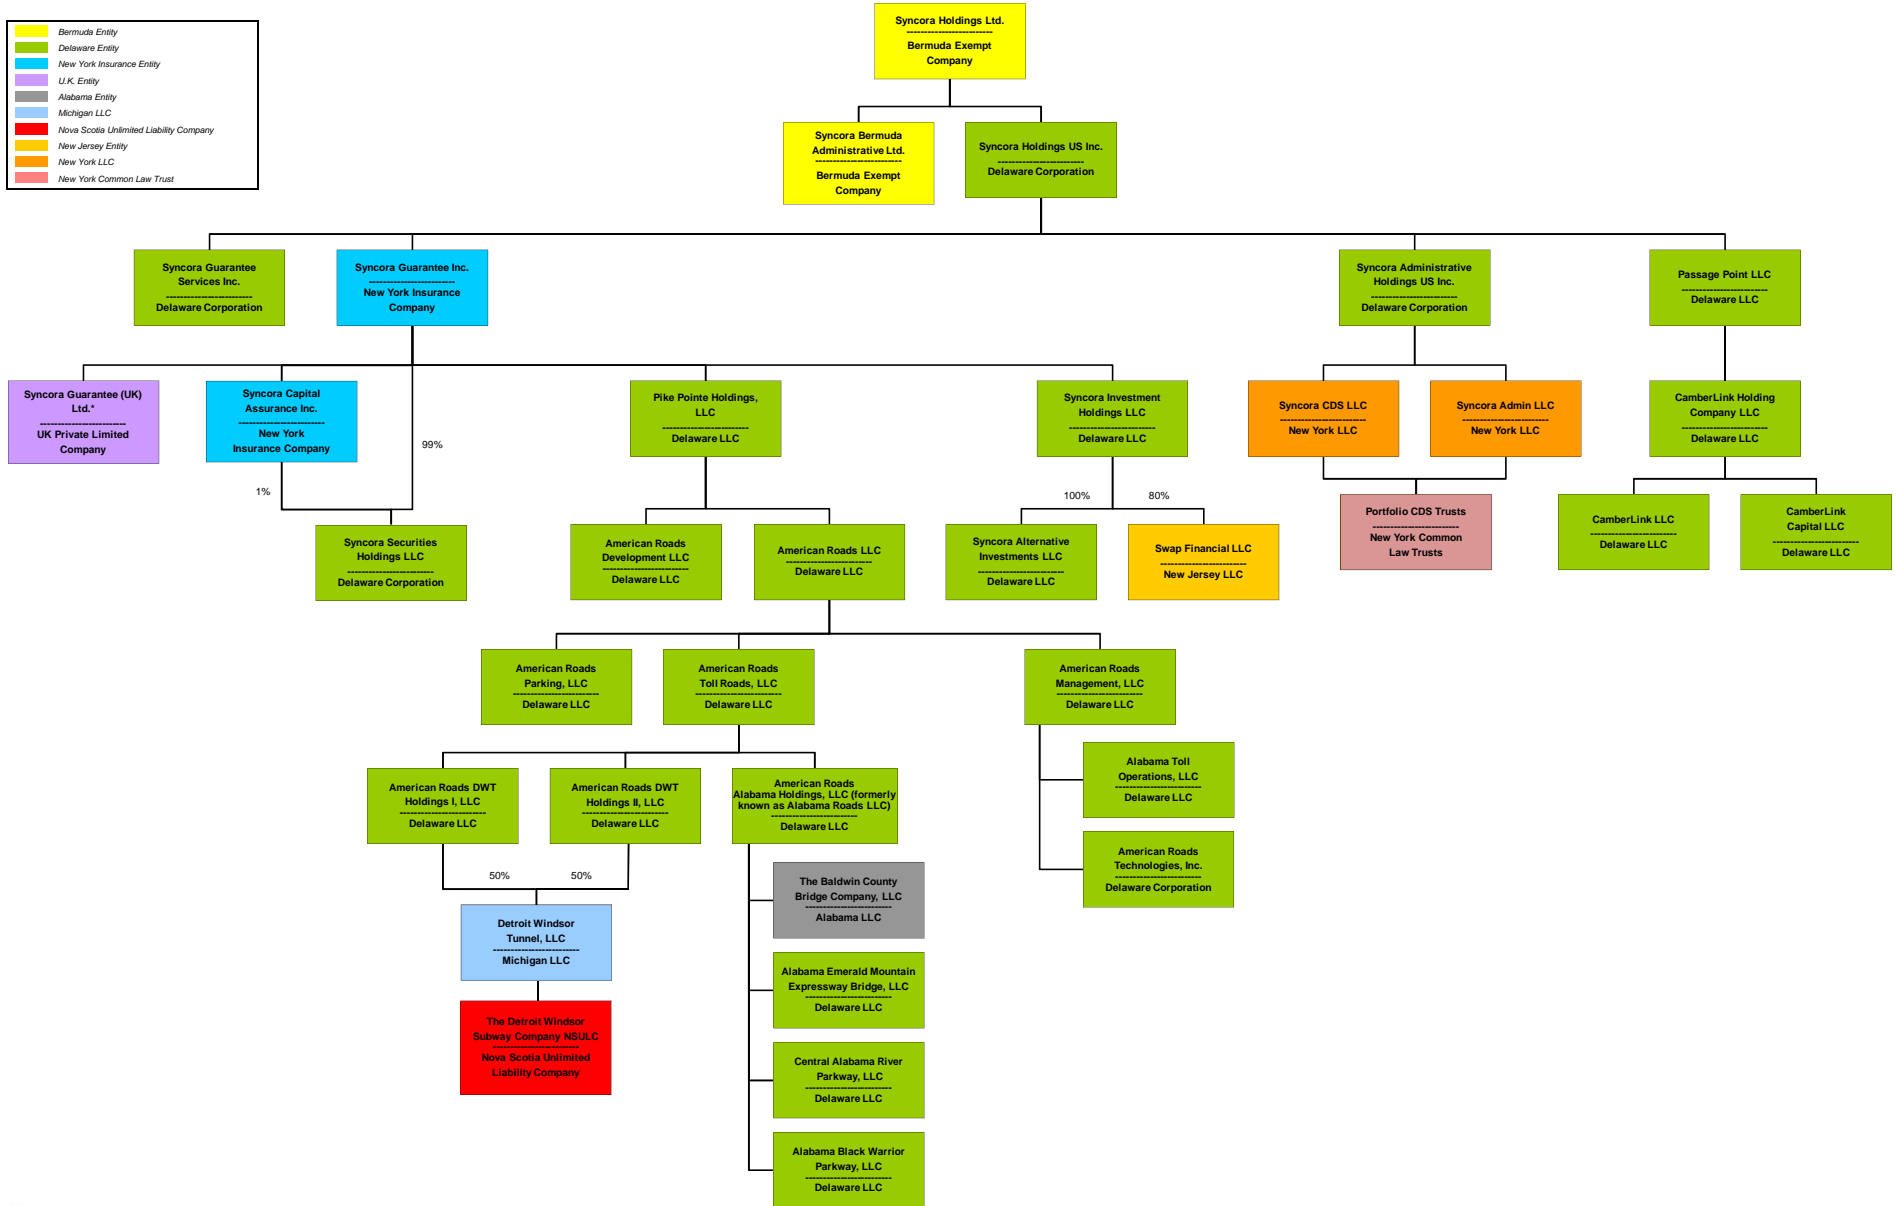 Bermuda Entity
Delaware Entity
New York Insurance Entity
U.K. Entity
Alabama Entity
Michigan LLC
Nova Scotia Unlimited Liability Company
New Jersey Entity
New York LLC
New York Common Law Trust
Syncora Holdings Ltd.
-------------------------
Bermuda Exempt
Company
Syncora Bermuda
Administrative Ltd.
-------------------------
Bermuda Exempt
Company
Syncora Holdings US Inc.
-------------------------
Delaware Corporation
Syncora Guarantee
Services Inc.
-------------------------
Delaware Corporation
Syncora Guarantee Inc.
-------------------------
New York Insurance
Company
Syncora Administrative
Holdings US Inc.
-------------------------
Delaware Corporation
Passage Point LLC
-------------------------
Delaware LLC
Syncora Guarantee (UK)
Ltd.*
-------------------------
UK Private Limited
Company
Syncora Capital
Assurance Inc.
-------------------------
New York
Insurance Company
99%
1%
Syncora Securities
Holdings LLC
-------------------------
Delaware Corporation
Pike Pointe Holdings,
LLC
-------------------------
Delaware LLC
Syncora Investment
Holdings LLC
-------------------------
Delaware LLC
Syncora CDS LLC
-------------------------
New York LLC
Syncora Admin LLC
-------------------------
New York LLC
CamberLink Holding
Company LLC
-------------------------
Delaware LLC
100%
80%
American Roads
Development LLC
-------------------------
Delaware LLC
American Roads LLC
-------------------------
Delaware LLC
Syncora Alternative
Investments LLC
-------------------------
Delaware LLC
Swap Financial LLC
-------------------------
New Jersey LLC
Portfolio CDS Trusts
-------------------------
New York Common
Law Trusts
CamberLink LLC
-------------------------
Delaware LLC
CamberLink
Capital LLC
-------------------------
Delaware LLC
American Roads
Parking, LLC
-------------------------
Delaware LLC
American Roads
Toll Roads, LLC
-------------------------
Delaware LLC
American Roads
Management, LLC
-------------------------
Delaware LLC
Alabama Toll
Operations, LLC
-------------------------
Delaware LLC
American Roads
Technologies, Inc.
-------------------------
Delaware Corporation
American Roads DWT
Holdings I, LLC
-------------------------
Delaware LLC
American Roads DWT
Holdings II, LLC
-------------------------
Delaware LLC
American Roads
Alabama Holdings, LLC (formerly
known as Alabama Roads LLC)
-------------------------
Delaware LLC
50%
50%
Detroit Windsor
Tunnel, LLC
-------------------------
Michigan LLC
The Detroit Windsor
Subway Company NSULC
-------------------------
Nova Scotia Unlimited
Liability Company
The Baldwin County
Bridge Company, LLC
-------------------------
Alabama LLC
Alabama Emerald Mountain
Expressway Bridge, LLC
-------------------------
Delaware LLC
Central Alabama River
Parkway, LLC
-------------------------
Delaware LLC
Alabama Black Warrior
Parkway, LLC
-------------------------
Delaware LLC